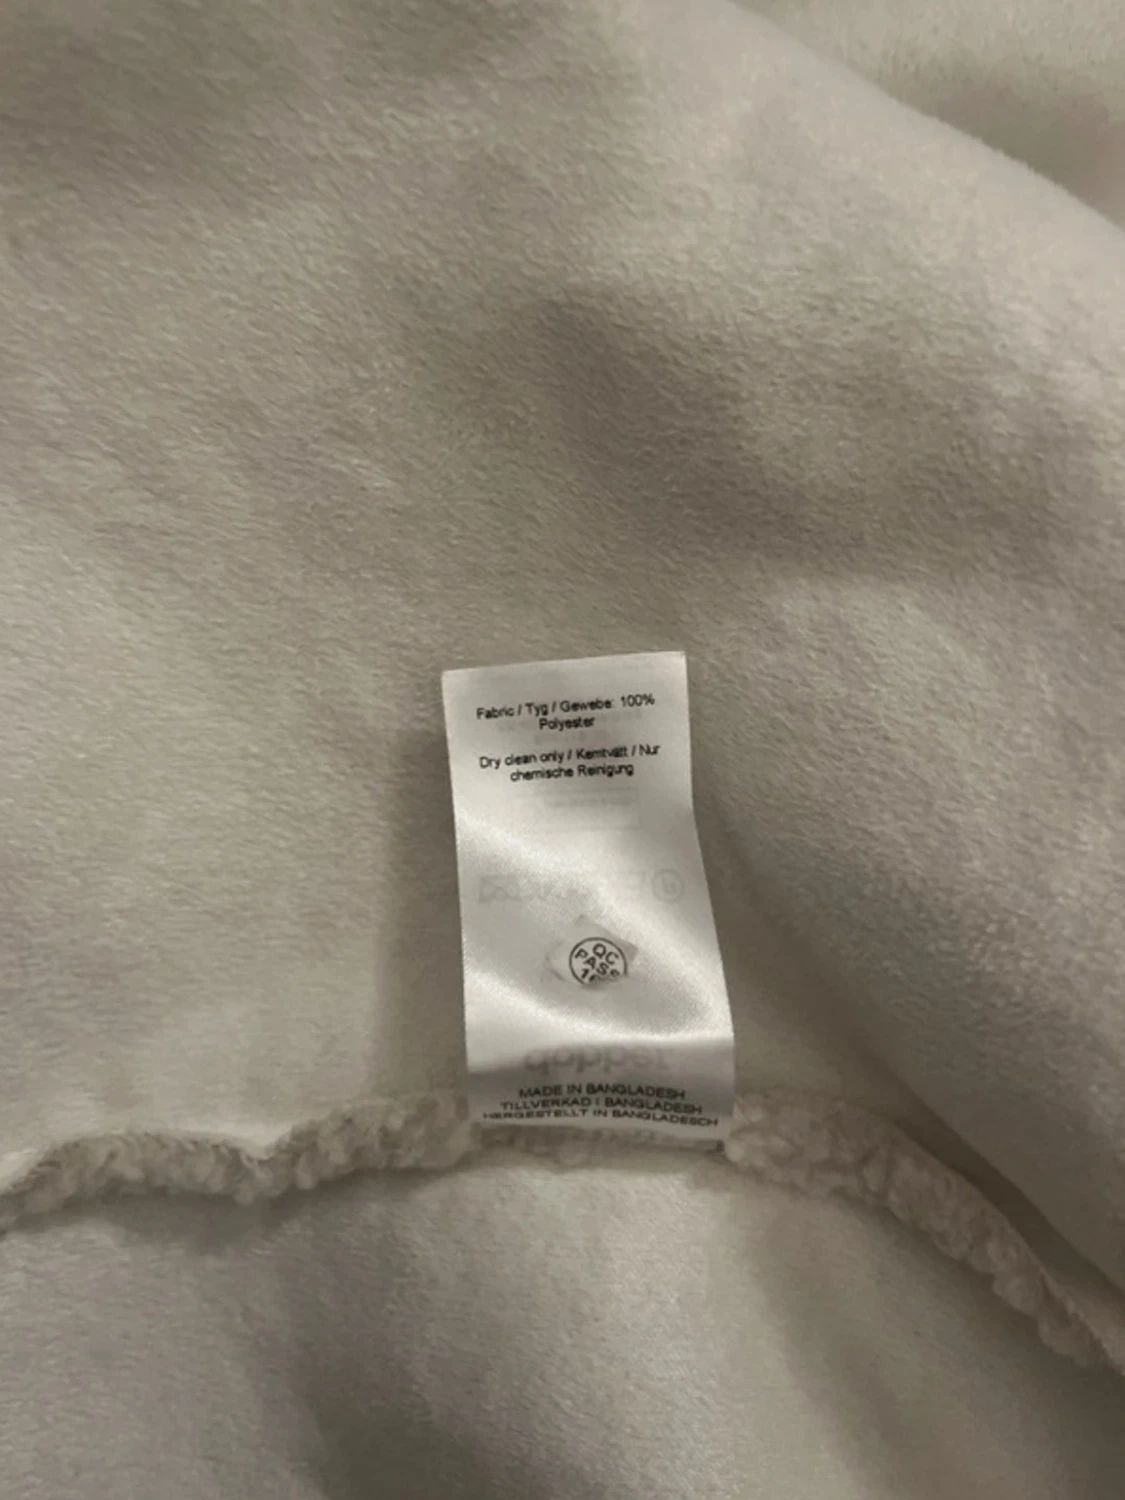 Fabric / Tyg / Gewebe: 100%
Polyester
Dry clean only / Kemtvätt / Nur
chemische Reinigung
QC
PASS
MADE IN BANGLADESH
TILLVERKAD I BANGLADESH
HERGESTELLT IN BANGLADESCH